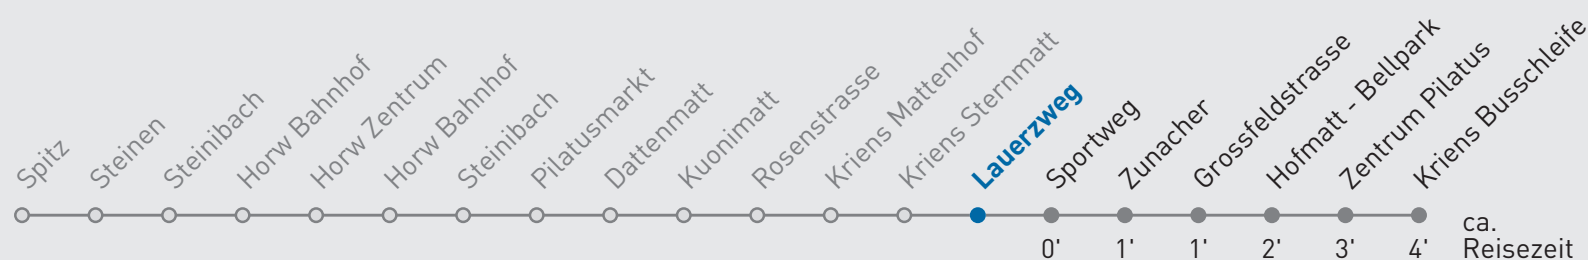 Spitz
Steinen
Steinibach
Horw Bahnhof
Horw Zentrum
Horw Bahnhof
Steinibach
Pilatusmarkt
Dattenmatt
Kuonimatt
Rosenstrasse
Kriens Mattenhof
Kriens Sternmatt
Lauerzweg
Sportweg
Zunacher
Grossfeldstrasse
Hofmatt - Bellpark
Zentrum Pilatus
Kriens Busschleife
ca.
0' 1' 1' 2' 3' 4' Reisezeit